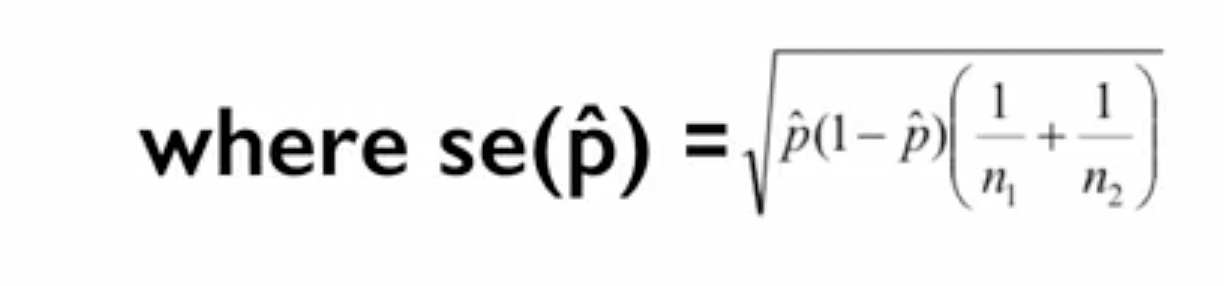 where se(p̂) = √(p̂(1 − p̂)(1/n₁ + 1/n₂))